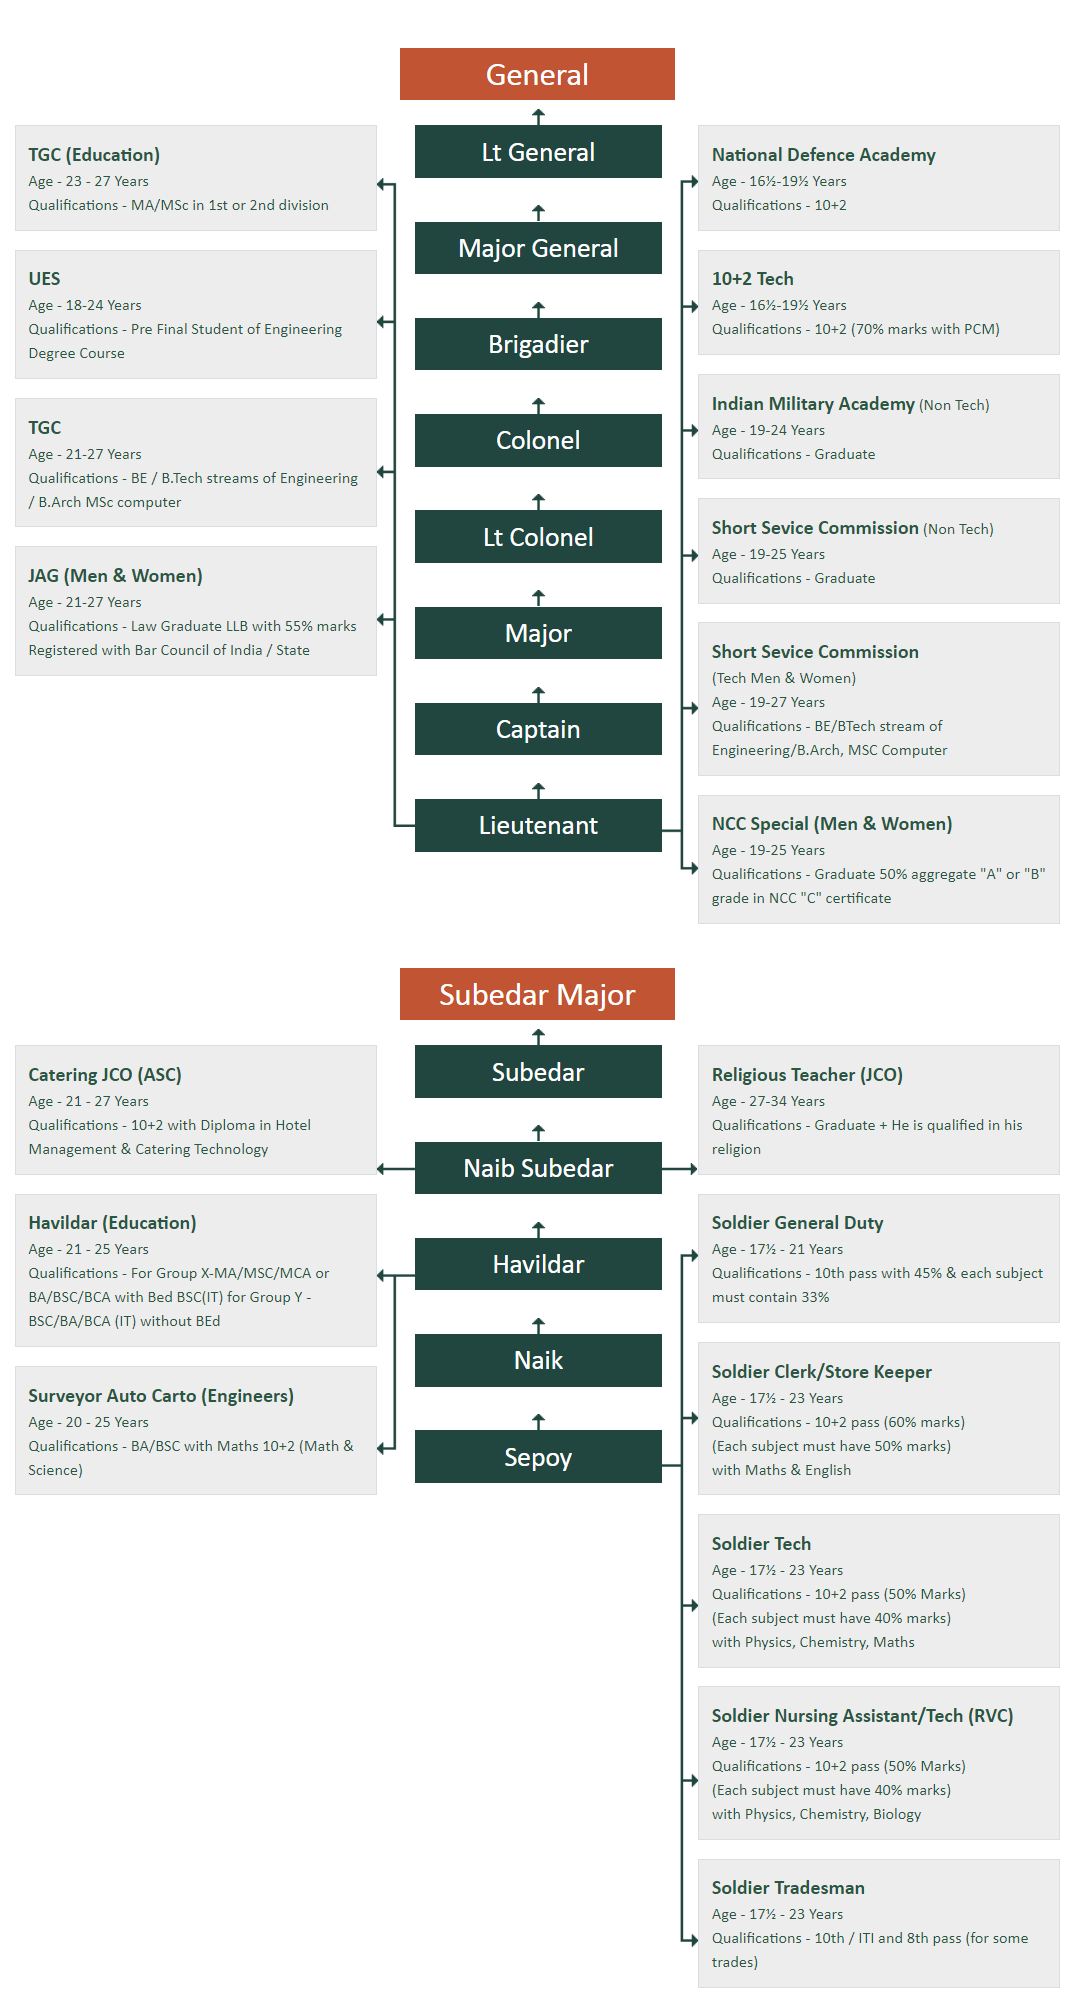 General
Lt General
Major General
Brigadier
Colonel
Lt Colonel
Major
Captain
Lieutenant
TGC (Education)
Age - 23 - 27 Years
Qualifications - MA/MSc in 1st or 2nd division
UES
Age - 18-24 Years
Qualifications - Pre Final Student of Engineering
Degree Course
TGC
Age - 21-27 Years
Qualifications - BE / B.Tech streams of Engineering
/ B.Arch MSc computer
JAG (Men & Women)
Age - 21-27 Years
Qualifications - Law Graduate LLB with 55% marks
Registered with Bar Council of India / State
National Defence Academy
Age - 16½-19½ Years
Qualifications - 10+2
10+2 Tech
Age - 16½-19½ Years
Qualifications - 10+2 (70% marks with PCM)
Indian Military Academy (Non Tech)
Age - 19-24 Years
Qualifications - Graduate
Short Sevice Commission (Non Tech)
Age - 19-25 Years
Qualifications - Graduate
Short Sevice Commission
(Tech Men & Women)
Age - 19-27 Years
Qualifications - BE/BTech stream of
Engineering/B.Arch, MSC Computer
NCC Special (Men & Women)
Age - 19-25 Years
Qualifications - Graduate 50% aggregate "A" or "B"
grade in NCC "C" certificate
Subedar Major
Subedar
Naib Subedar
Havildar
Naik
Sepoy
Catering JCO (ASC)
Age - 21 - 27 Years
Qualifications - 10+2 with Diploma in Hotel
Management & Catering Technology
Havildar (Education)
Age - 21 - 25 Years
Qualifications - For Group X-MA/MSC/MCA or
BA/BSC/BCA with Bed BSC(IT) for Group Y -
BSC/BA/BCA (IT) without BEd
Surveyor Auto Carto (Engineers)
Age - 20 - 25 Years
Qualifications - BA/BSC with Maths 10+2 (Math &
Science)
Religious Teacher (JCO)
Age - 27-34 Years
Qualifications - Graduate + He is qualified in his
religion
Soldier General Duty
Age - 17½ - 21 Years
Qualifications - 10th pass with 45% & each subject
must contain 33%
Soldier Clerk/Store Keeper
Age - 17½ - 23 Years
Qualifications - 10+2 pass (60% marks)
(Each subject must have 50% marks)
with Maths & English
Soldier Tech
Age - 17½ - 23 Years
Qualifications - 10+2 pass (50% Marks)
(Each subject must have 40% marks)
with Physics, Chemistry, Maths
Soldier Nursing Assistant/Tech (RVC)
Age - 17½ - 23 Years
Qualifications - 10+2 pass (50% Marks)
(Each subject must have 40% marks)
with Physics, Chemistry, Biology
Soldier Tradesman
Age - 17½ - 23 Years
Qualifications - 10th / ITI and 8th pass (for some
trades)